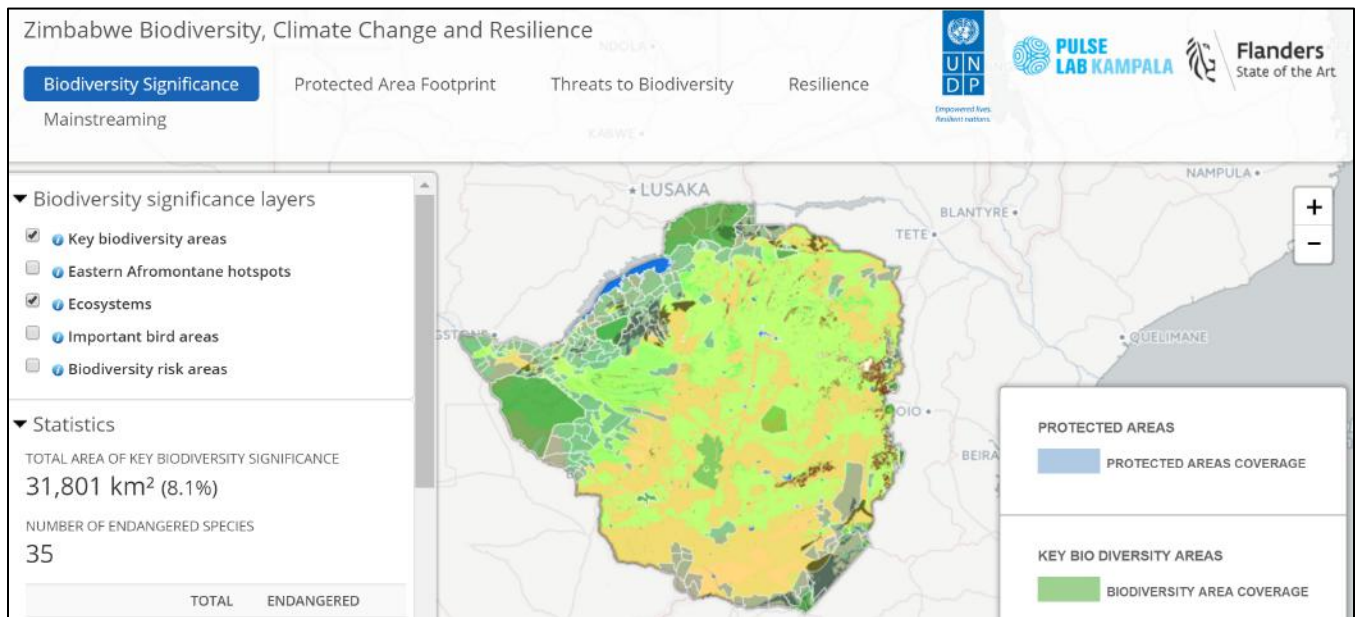 Zimbabwe Biodiversity, Climate Change and Resilience
Biodiversity Significance
Protected Area Footprint
Threats to Biodiversity
Resilience
Mainstreaming
U N
D P
Empowered lives.
Resilient nations.
PULSE
LAB KAMPALA
Flanders
State of the Art
NDOLA
KABWE
Biodiversity significance layers
Key biodiversity areas
Eastern Afromontane hotspots
Ecosystems
Important bird areas
Biodiversity risk areas
Statistics
TOTAL AREA OF KEY BIODIVERSITY SIGNIFICANCE
31,801 km² (8.1%)
NUMBER OF ENDANGERED SPECIES
35
TOTAL ENDANGERED
LUSAKA
NAMPULA
BLANTYRE
TETE
QUELIMANE
BEIRA
+
−
PROTECTED AREAS
PROTECTED AREAS COVERAGE
KEY BIO DIVERSITY AREAS
BIODIVERSITY AREA COVERAGE